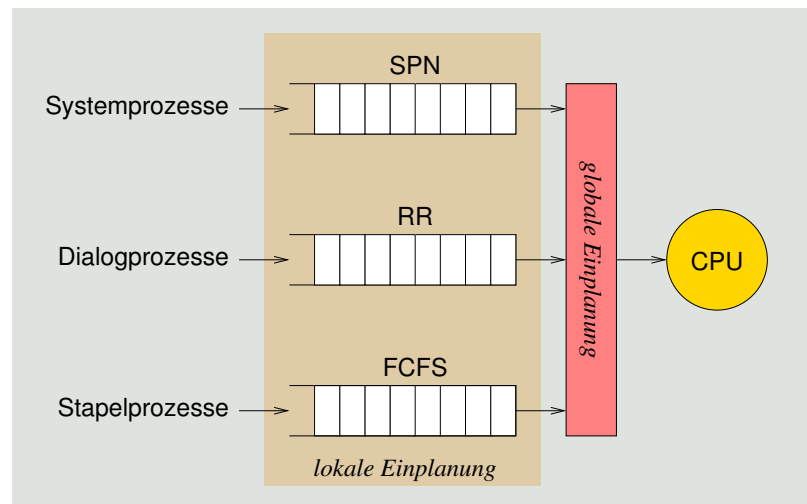 SPN
Systemprozesse
RR
Dialogprozesse
FCFS
Stapelprozesse
lokale Einplanung
globale Einplanung
CPU